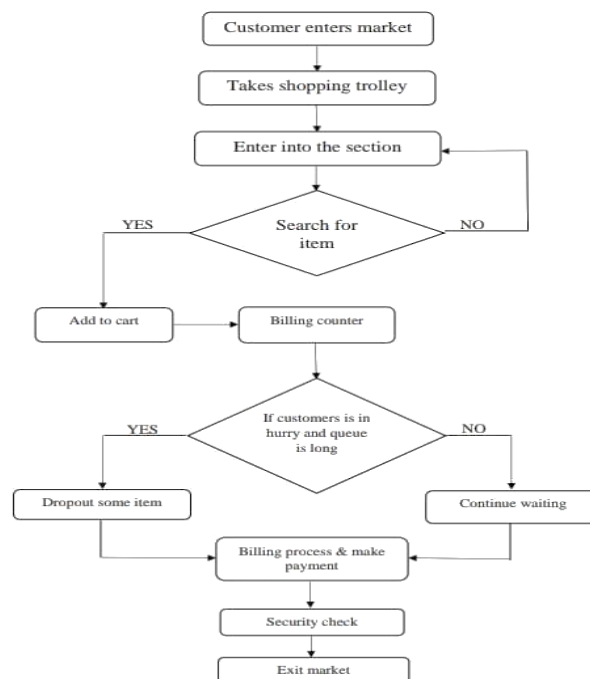 Customer enters market
Takes shopping trolley
Enter into the section
YES
Search for
item
NO
Add to cart
Billing counter
If customers is in
hurry and queue
is long
YES
NO
Dropout some item
Continue waiting
Billing process & make
payment
Security check
Exit market